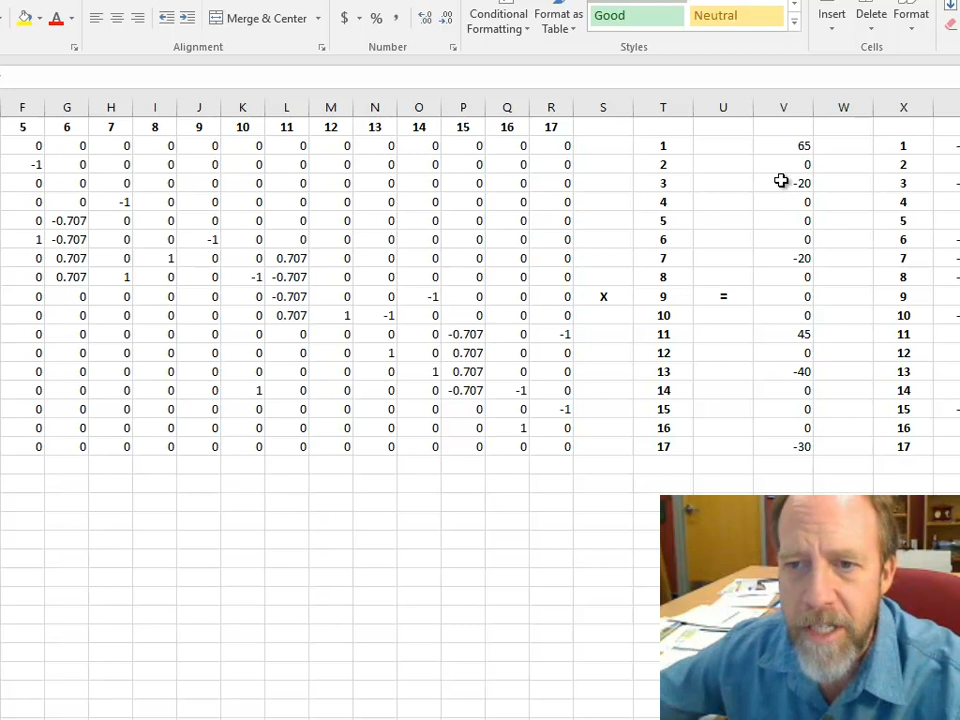 Merge & Center $ % ,
Conditional Formatting
Format as Table
Good Neutral
Insert Delete Format
Alignment Number Styles Cells
F G H I J K L M N O P Q R S T U V W X
5 6 7 8 9 10 11 12 13 14 15 16 17
0 0 0 0 0 0 0 0 0 0 0 0 0 1 65 1 -
-1 0 0 0 0 0 0 0 0 0 0 0 0 2 0 2
0 0 0 0 0 0 0 0 0 0 0 0 0 3 -20 3 -
0 0 -1 0 0 0 0 0 0 0 0 0 0 4 0 4
0 -0.707 0 0 0 0 0 0 0 0 0 0 0 5 0 5
1 -0.707 0 0 -1 0 0 0 0 0 0 0 0 6 0 6 -
0 0.707 0 1 0 0 0.707 0 0 0 0 0 0 7 -20 7 -
0 0.707 1 0 0 -1 -0.707 0 0 0 0 0 0 8 0 8 -
0 0 0 0 0 0 -0.707 0 0 -1 0 0 0 X 9 = 0 9
0 0 0 0 0 0 0.707 1 -1 0 0 0 0 10 0 10 -
0 0 0 0 0 0 0 0 0 0 -0.707 0 -1 11 45 11
0 0 0 0 0 0 0 0 1 0 0.707 0 0 12 0 12
0 0 0 0 0 0 0 0 0 1 0.707 0 0 13 -40 13
0 0 0 0 0 1 0 0 0 0 -0.707 -1 0 14 0 14
0 0 0 0 0 0 0 0 0 0 0 0 -1 15 0 15 -
0 0 0 0 0 0 0 0 0 0 0 1 0 16 0 16
0 0 0 0 0 0 0 0 0 0 0 0 0 17 -30 17